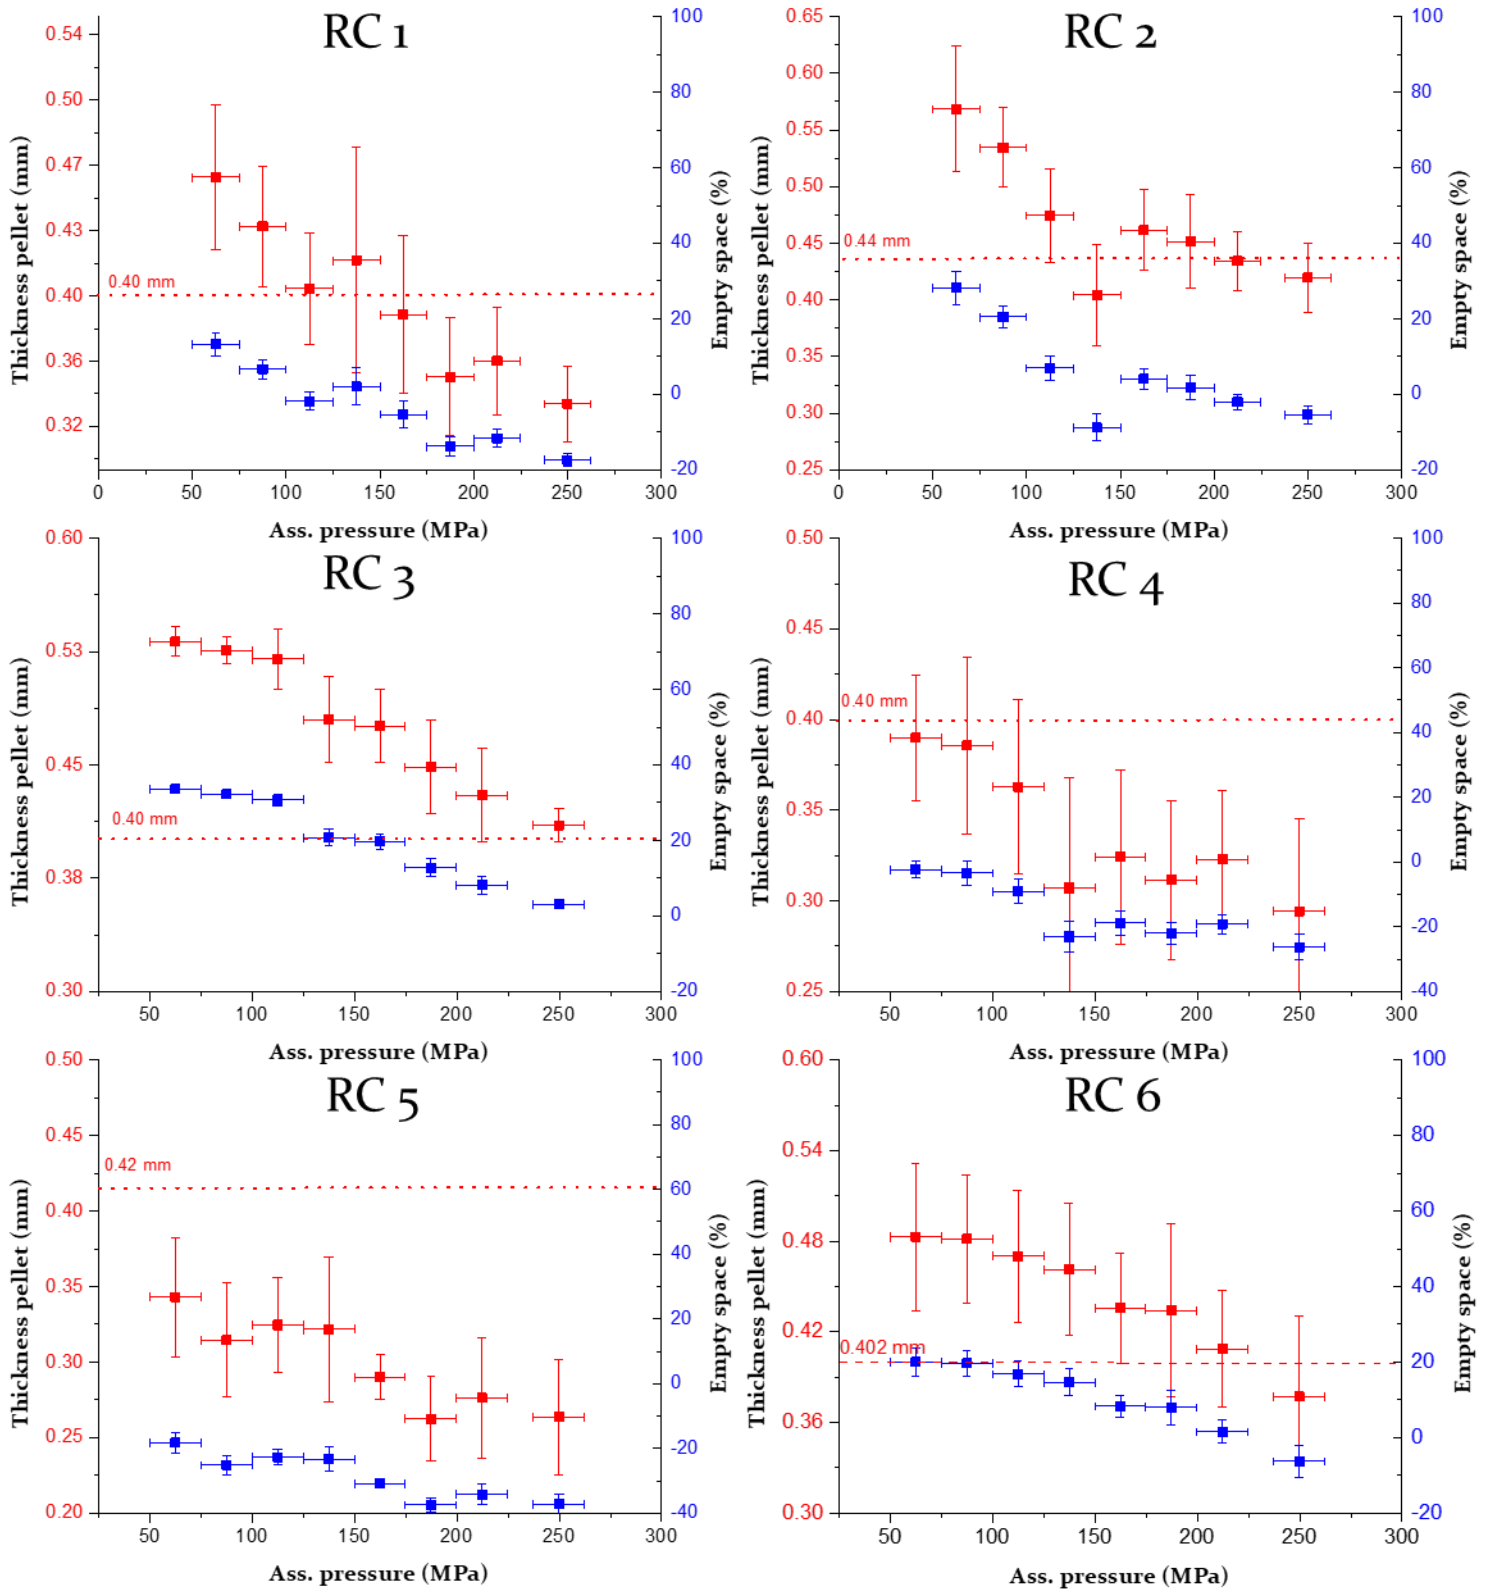 RC 1
0.54
0.50
0.47
0.43
0.40
0.36
0.32
Thickness pellet (mm)
0.40 mm
100
80
60
40
20
0
-20
Empty space (%)
0 50 100 150 200 250 300
Ass. pressure (MPa)
RC 2
0.65
0.60
0.55
0.50
0.45
0.40
0.35
0.30
0.25
Thickness pellet (mm)
0.44 mm
100
80
60
40
20
0
-20
Empty space (%)
0 50 100 150 200 250 300
Ass. pressure (MPa)
RC 3
0.60
0.53
0.45
0.38
0.30
Thickness pellet (mm)
0.40 mm
100
80
60
40
20
0
-20
Empty space (%)
50 100 150 200 250 300
Ass. pressure (MPa)
RC 4
0.50
0.45
0.40
0.35
0.30
0.25
Thickness pellet (mm)
0.40 mm
100
80
60
40
20
0
-20
-40
Empty space (%)
50 100 150 200 250 300
Ass. pressure (MPa)
RC 5
0.50
0.45
0.40
0.35
0.30
0.25
0.20
Thickness pellet (mm)
0.42 mm
100
80
60
40
20
0
-20
-40
Empty space (%)
50 100 150 200 250 300
Ass. pressure (MPa)
RC 6
0.60
0.54
0.48
0.42
0.36
0.30
Thickness pellet (mm)
0.402 mm
100
80
60
40
20
0
-20
Empty space (%)
50 100 150 200 250 300
Ass. pressure (MPa)